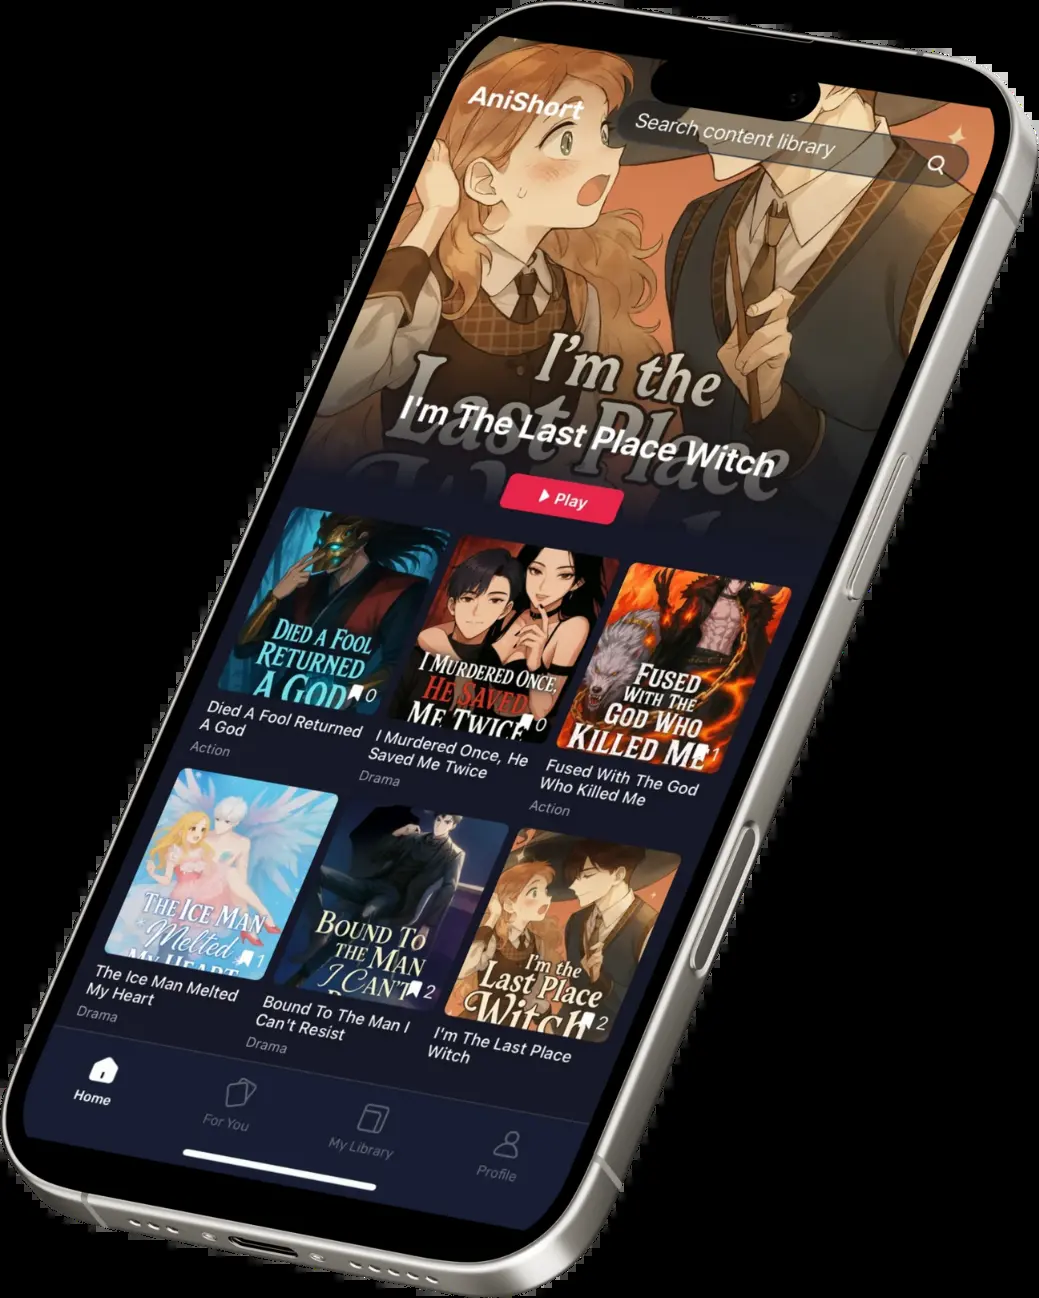 AniShort
Search content library
I'm the
Last Place
I'm The Last Place Witch
Play
DIED A FOOL
RETURNED
A GOD
0
I MURDERED ONCE,
HE SAVED
ME TWICE
0
FUSED
WITH THE
GOD WHO
KILLED ME
1
Died A Fool Returned
A God
Action
I Murdered Once, He
Saved Me Twice
Drama
Fused With The God
Who Killed Me
Action
THE ICE MAN
Melted
MY HEART
1
BOUND TO
THE MAN
I CAN'T
2
I'm the
Last Place
Witch
2
The Ice Man Melted
My Heart
Drama
Bound To The Man I
Can't Resist
Drama
I'm The Last Place
Witch
Home
For You
My Library
Profile